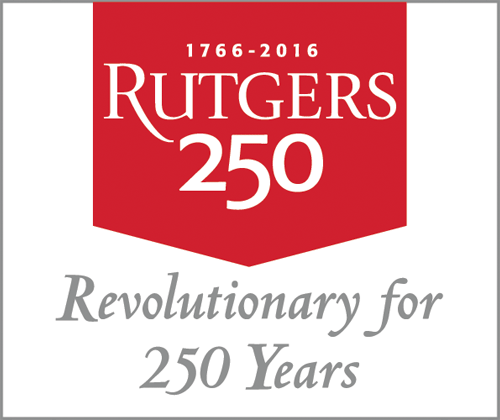 1766-2016
RUTGERS
250
Revolutionary for
250 Years